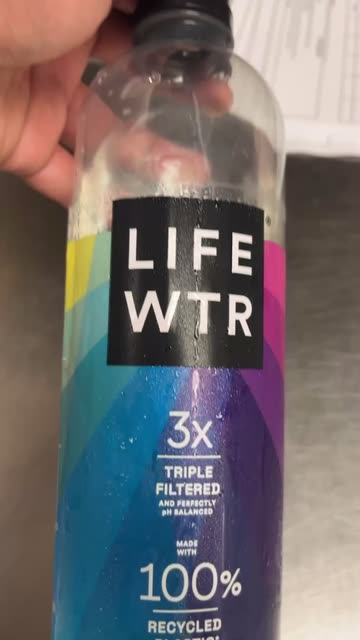 LIFE
WTR
®
3x
TRIPLE
FILTERED
AND PERFECTLY
pH BALANCED
MADE
WITH
100%
RECYCLED